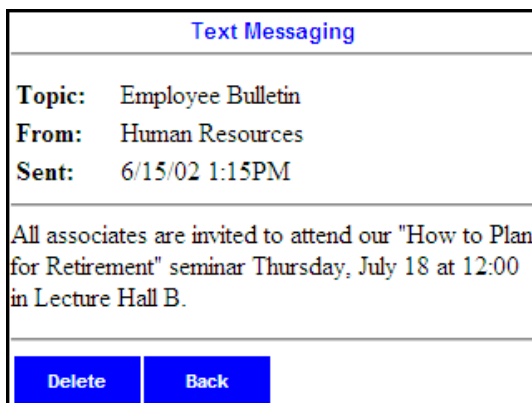 Text Messaging
Topic: Employee Bulletin
From: Human Resources
Sent: 6/15/02 1:15PM
All associates are invited to attend our "How to Plan
for Retirement" seminar Thursday, July 18 at 12:00
in Lecture Hall B.
Delete Back